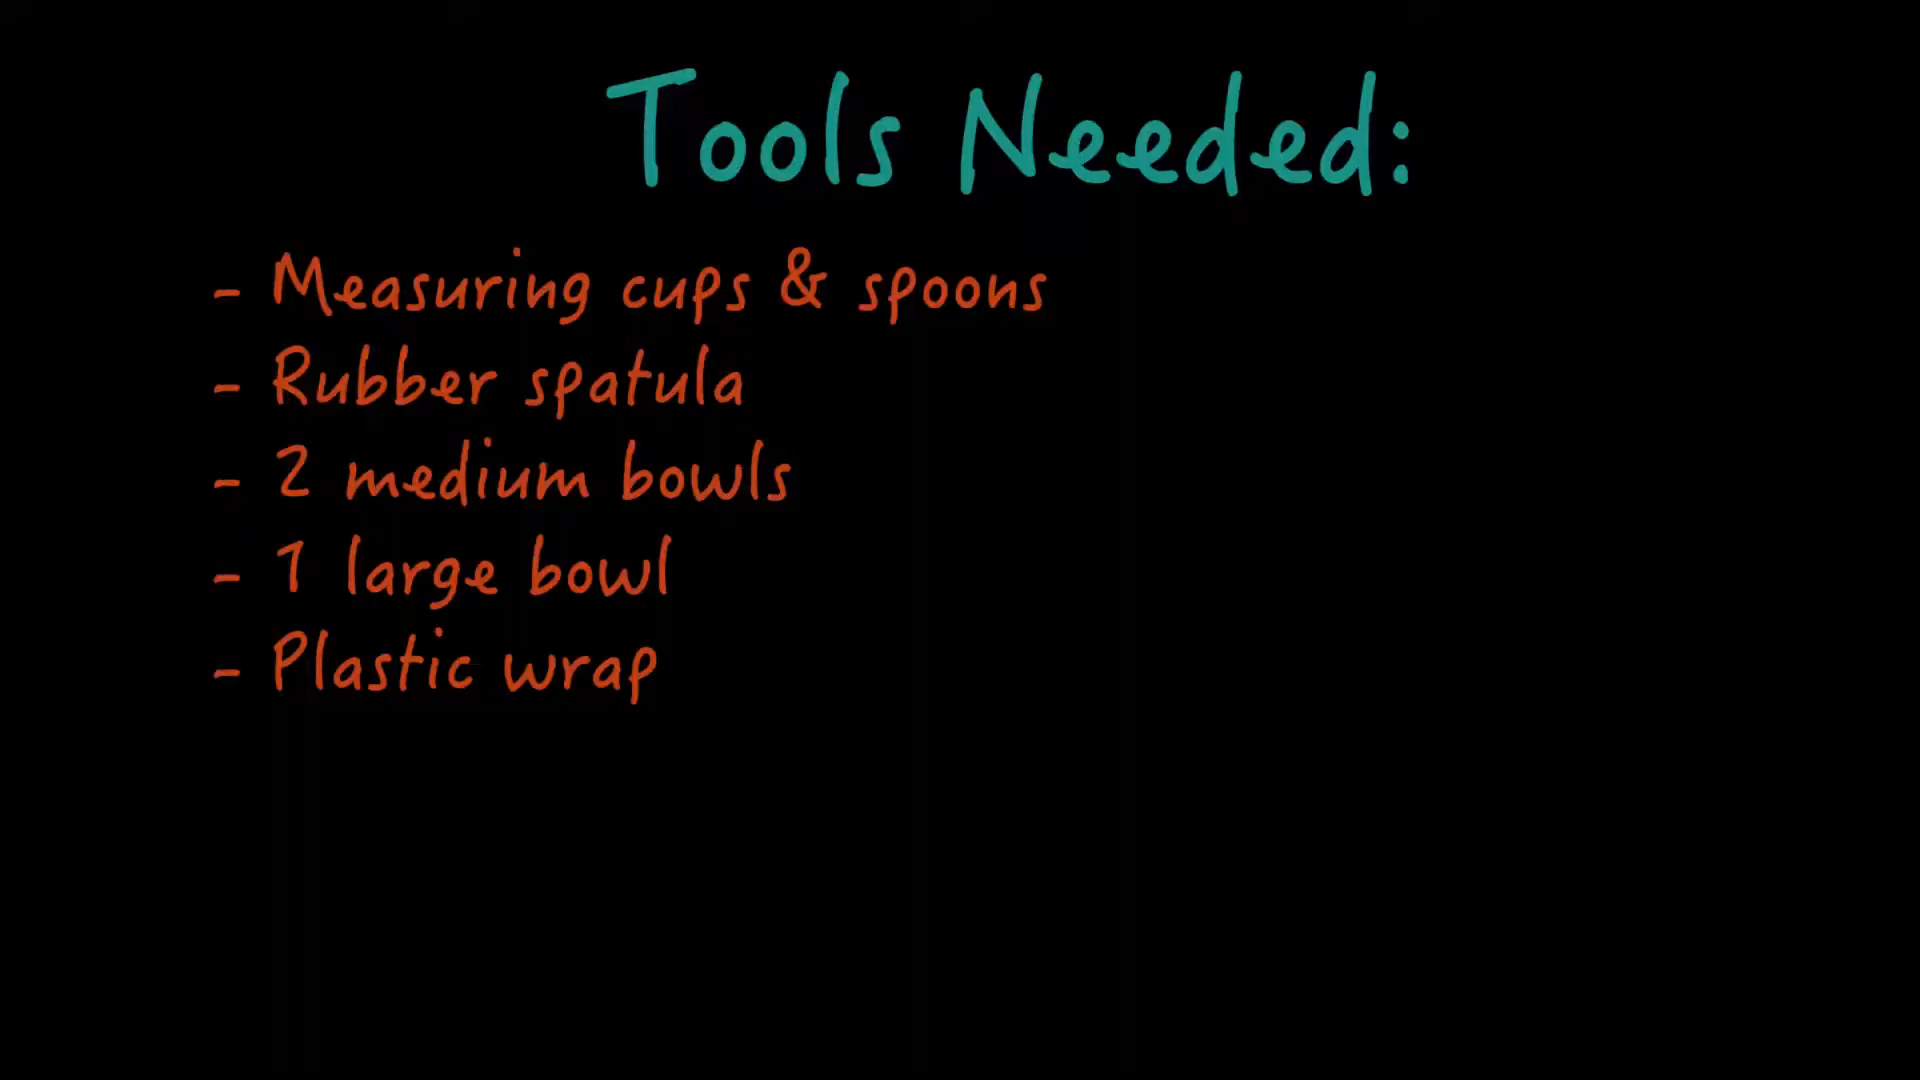 Tools Needed:
- Measuring cups & spoons
- Rubber spatula
- 2 medium bowls
- 1 large bowl
- Plastic wrap